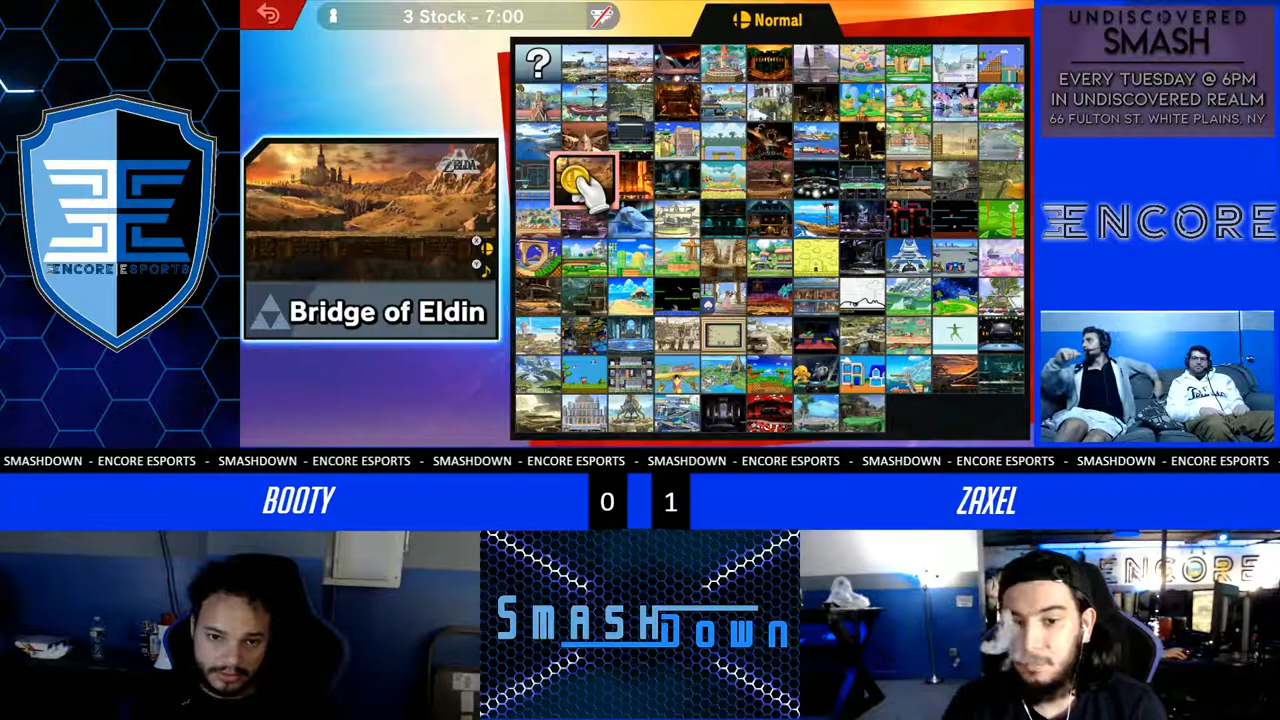 3 Stock - 7:00
Normal
?
ZELDA
Bridge of Eldin
ENCORE ESPORTS
UNDISCOVERED
SMASH
EVERY TUESDAY @ 6PM
IN UNDISCOVERED REALM
66 FULTON ST. WHITE PLAINS, NY
ENCORE
SMASHDOWN - ENCORE ESPORTS - SMASHDOWN - ENCORE ESPORTS - SMASHDOWN - ENCORE ESPORTS - SMASHDOWN - ENCORE ESPORTS - SMASHDOWN - ENCORE ESPORTS - SMASHDOWN - ENCORE ESPORTS -
BOOTY
0
1
ZAXEL
SMASHDOWN
ENCORE